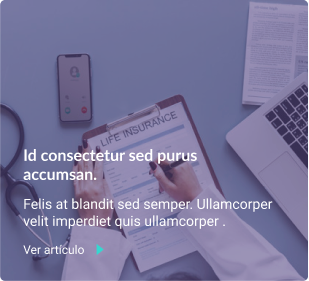 LIFE INSURANCE
Id consectetur sed purus
accumsan.
Felis at blandit sed semper. Ullamcorper
velit imperdiet quis ullamcorper .
Ver artículo